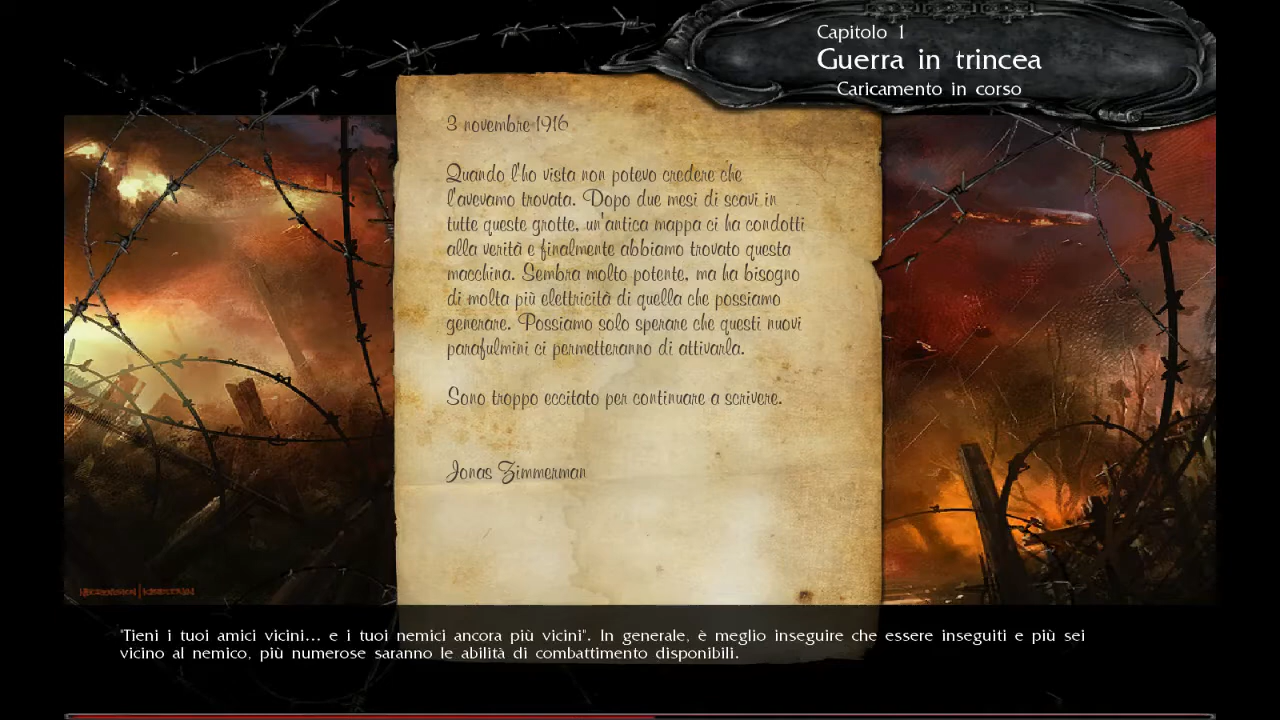 Capitolo 1
Guerra in trincea
Caricamento in corso
3 novembre 1916
Quando l'ho vista non potevo credere che
l'avevamo trovata. Dopo due mesi di scavi in
tutte queste grotte, un'antica mappa ci ha condotti
alla verità e finalmente abbiamo trovato questa
macchina. Sembra molto potente, ma ha bisogno
di molta più elettricità di quella che possiamo
generare. Possiamo solo sperare che questi nuovi
parafulmini ci permetteranno di attivarla.
Sono troppo eccitato per continuare a scrivere.
Jonas Zimmerman
"Tieni i tuoi amici vicini... e i tuoi nemici ancora più vicini". In generale, è meglio inseguire che essere inseguiti e più sei
vicino al nemico, più numerose saranno le abilità di combattimento disponibili.